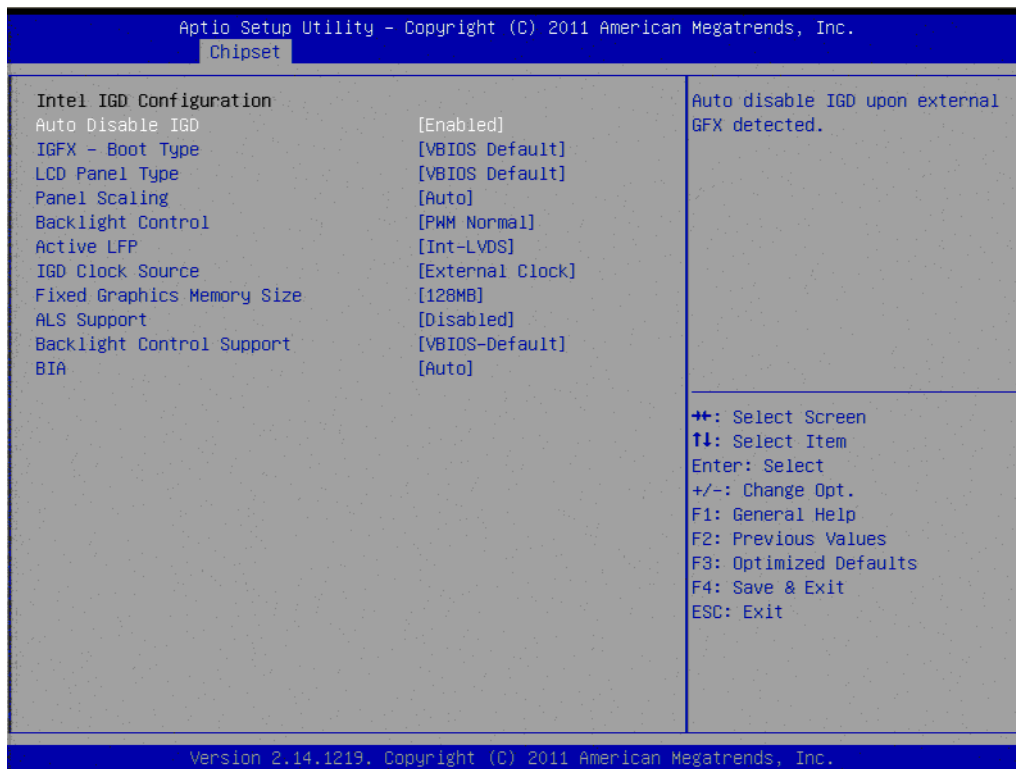 Aptio Setup Utility – Copyright (C) 2011 American Megatrends, Inc.
Chipset
Intel IGD Configuration
Auto Disable IGD [Enabled]
IGFX – Boot Type [VBIOS Default]
LCD Panel Type [VBIOS Default]
Panel Scaling [Auto]
Backlight Control [PWM Normal]
Active LFP [Int-LVDS]
IGD Clock Source [External Clock]
Fixed Graphics Memory Size [128MB]
ALS Support [Disabled]
Backlight Control Support [VBIOS-Default]
BIA [Auto]
Auto disable IGD upon external
GFX detected.
→←: Select Screen
↑↓: Select Item
Enter: Select
+/-: Change Opt.
F1: General Help
F2: Previous Values
F3: Optimized Defaults
F4: Save & Exit
ESC: Exit
Version 2.14.1219. Copyright (C) 2011 American Megatrends, Inc.